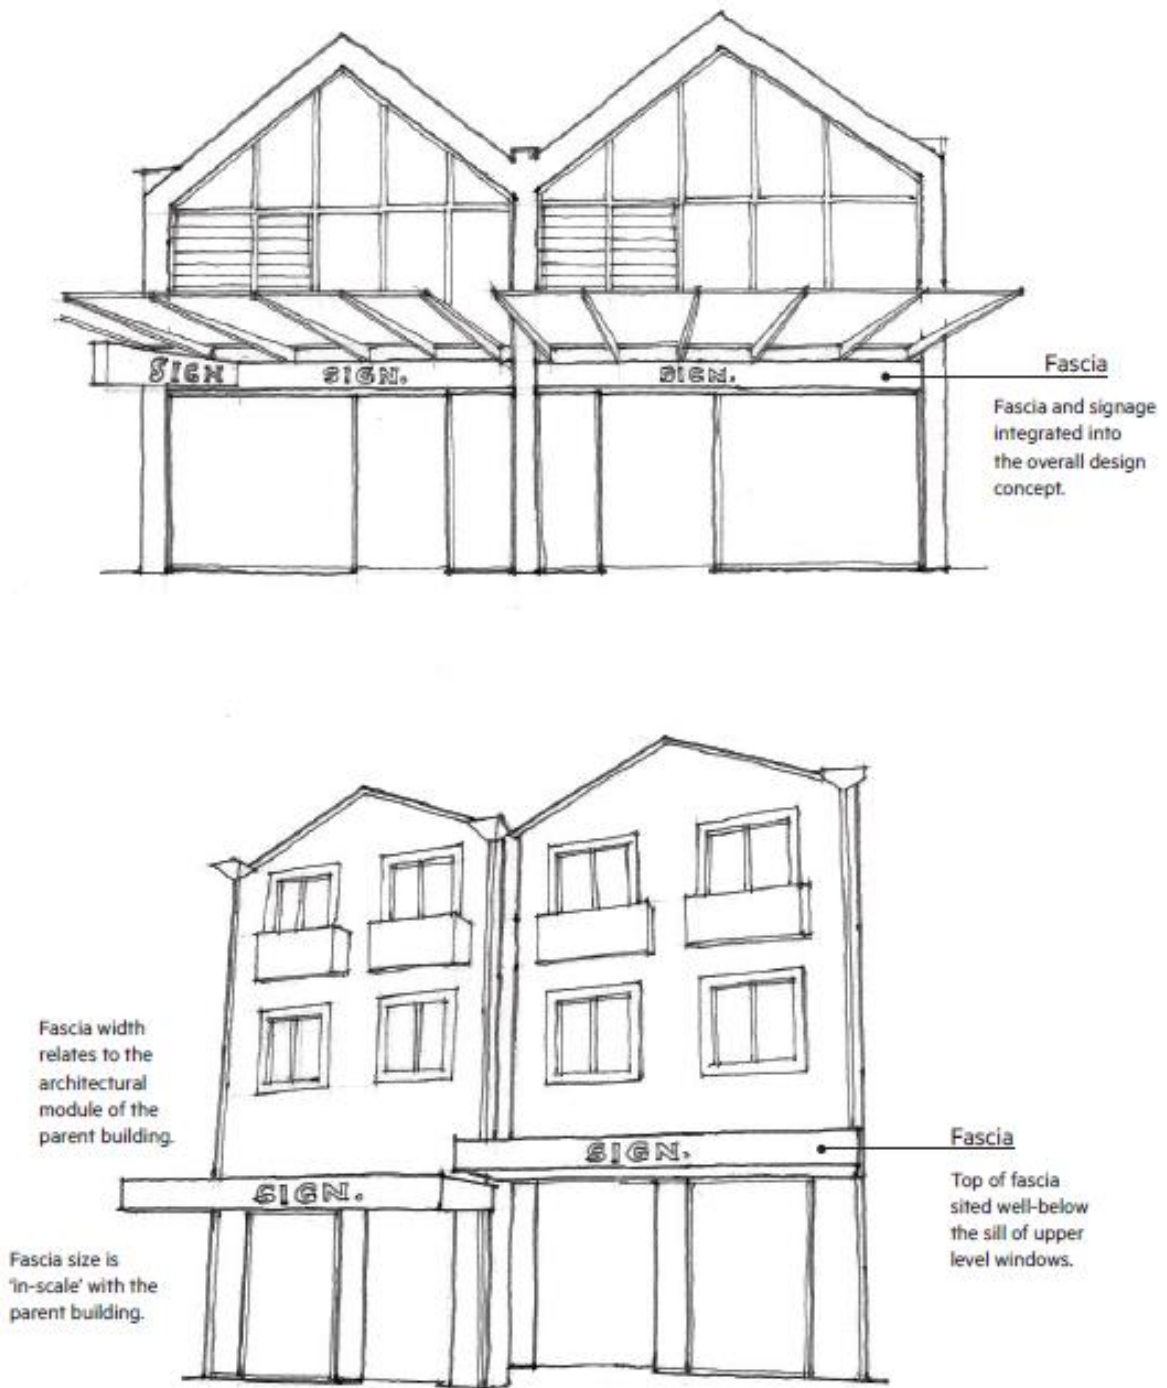 SIGN
SIGN.
SIGN.
Fascia
Fascia and signage
integrated into
the overall design
concept.
Fascia width
relates to the
architectural
module of the
parent building.
SIGN.
Fascia
SIGN.
Top of fascia
sited well-below
the sill of upper
level windows.
Fascia size is
'in-scale' with the
parent building.